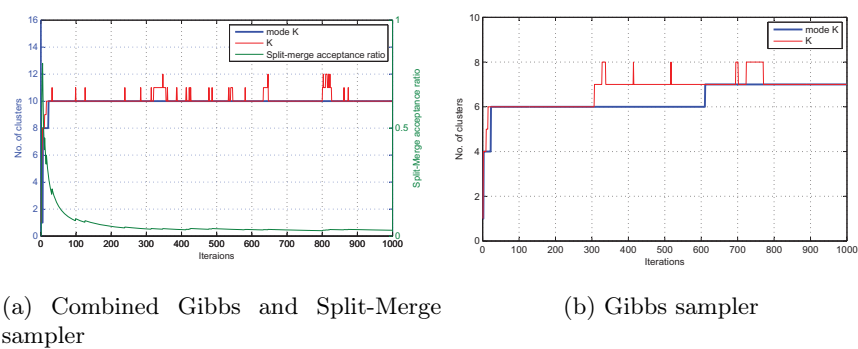 mode K
K
Split-merge acceptance ratio
No. of clusters
16
14
12
10
8
6
4
2
0
1
0.5
0
Split-Merge acceptance ratio
0 100 200 300 400 500 600 700 800 900 1000
Iteraions
(a) Combined Gibbs and Split-Merge
sampler
mode K
K
No. of clusters
10
8
6
4
2
0
0 100 200 300 400 500 600 700 800 900 1000
Iterations
(b) Gibbs sampler